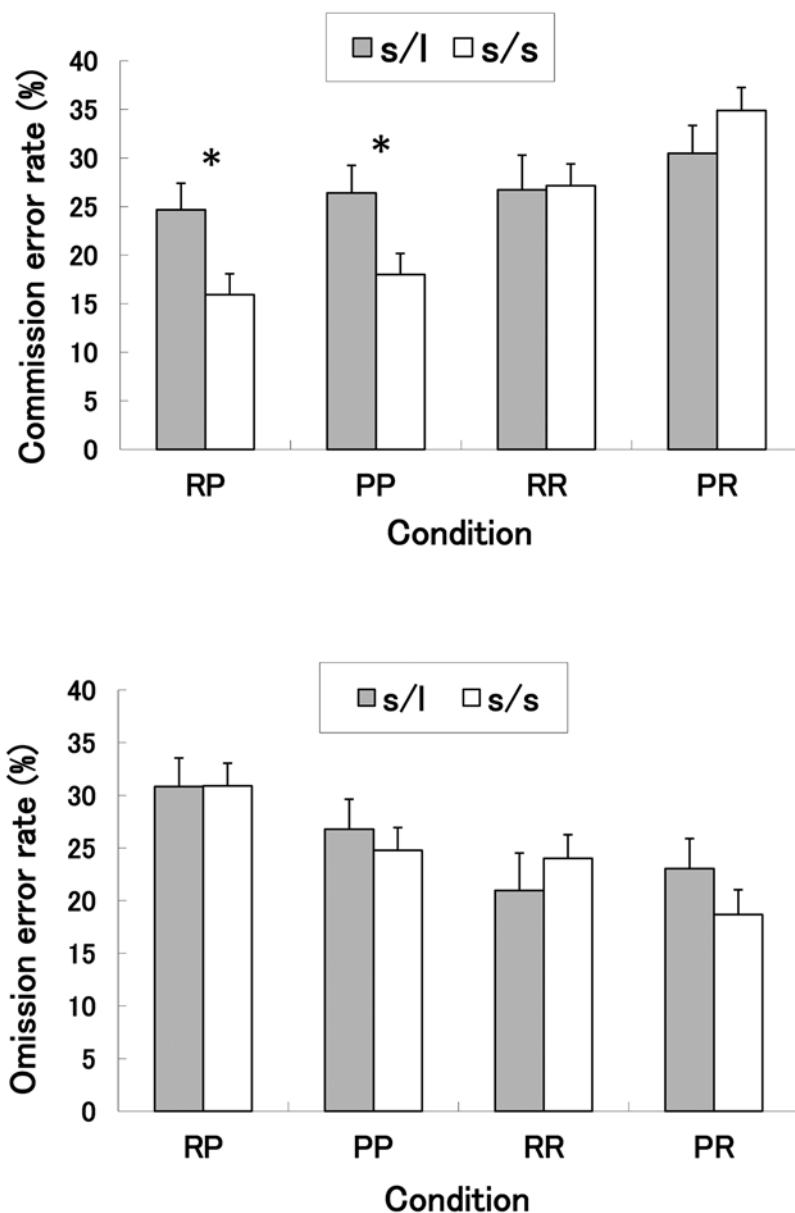 s/l s/s
Commission error rate (%)
40
35
30
25
20
15
10
5
0
* *
RP PP RR PR
Condition
s/l s/s
Omission error rate (%)
40
35
30
25
20
15
10
5
0
RP PP RR PR
Condition